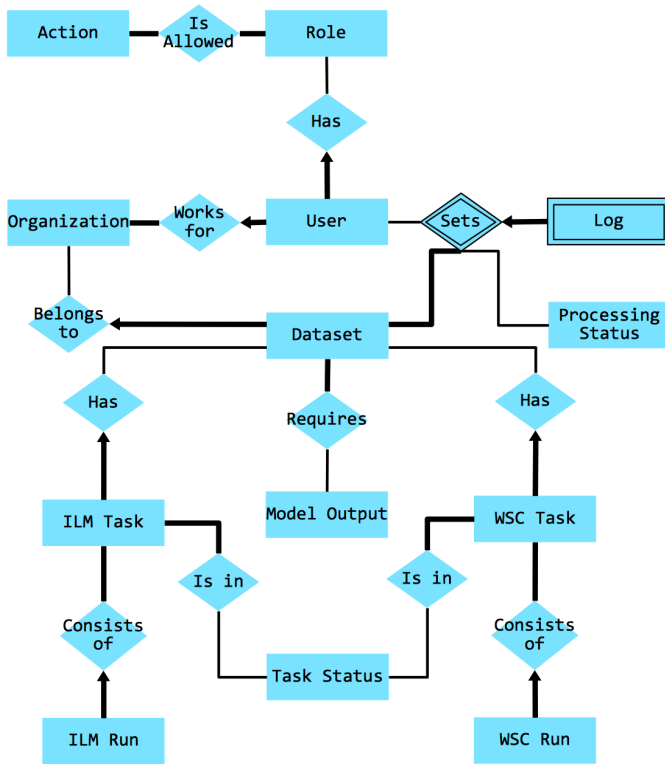 Action
Is
Allowed
Role
Has
Organization
Works
for
User
Sets
Log
Belongs
to
Dataset
Processing
Status
Has
Requires
Has
ILM Task
Model Output
WSC Task
Is in
Is in
Consists
of
Task Status
Consists
of
ILM Run
WSC Run